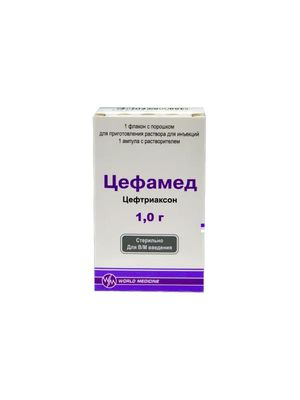 1 флакон с порошком
для приготовления раствора для инъекций
1 ампула с растворителем
Цефамед
Цефтриаксон
1,0 г
Стерильно
Для В/М введения
WM WORLD MEDICINE